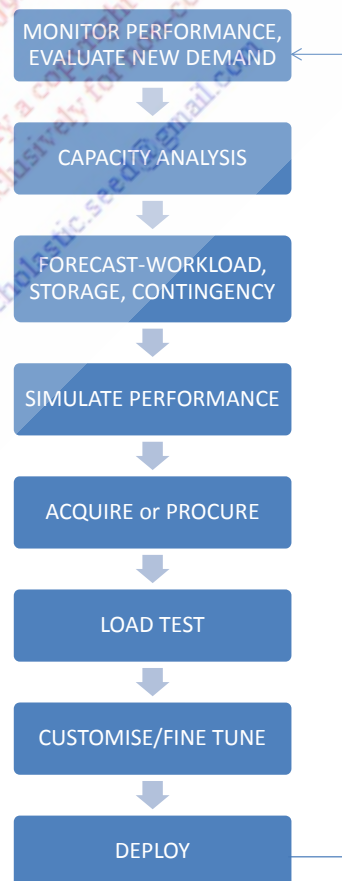 MONITOR PERFORMANCE,
EVALUATE NEW DEMAND
CAPACITY ANALYSIS
FORECAST-WORKLOAD,
STORAGE, CONTINGENCY
SIMULATE PERFORMANCE
ACQUIRE or PROCURE
LOAD TEST
CUSTOMISE/FINE TUNE
DEPLOY